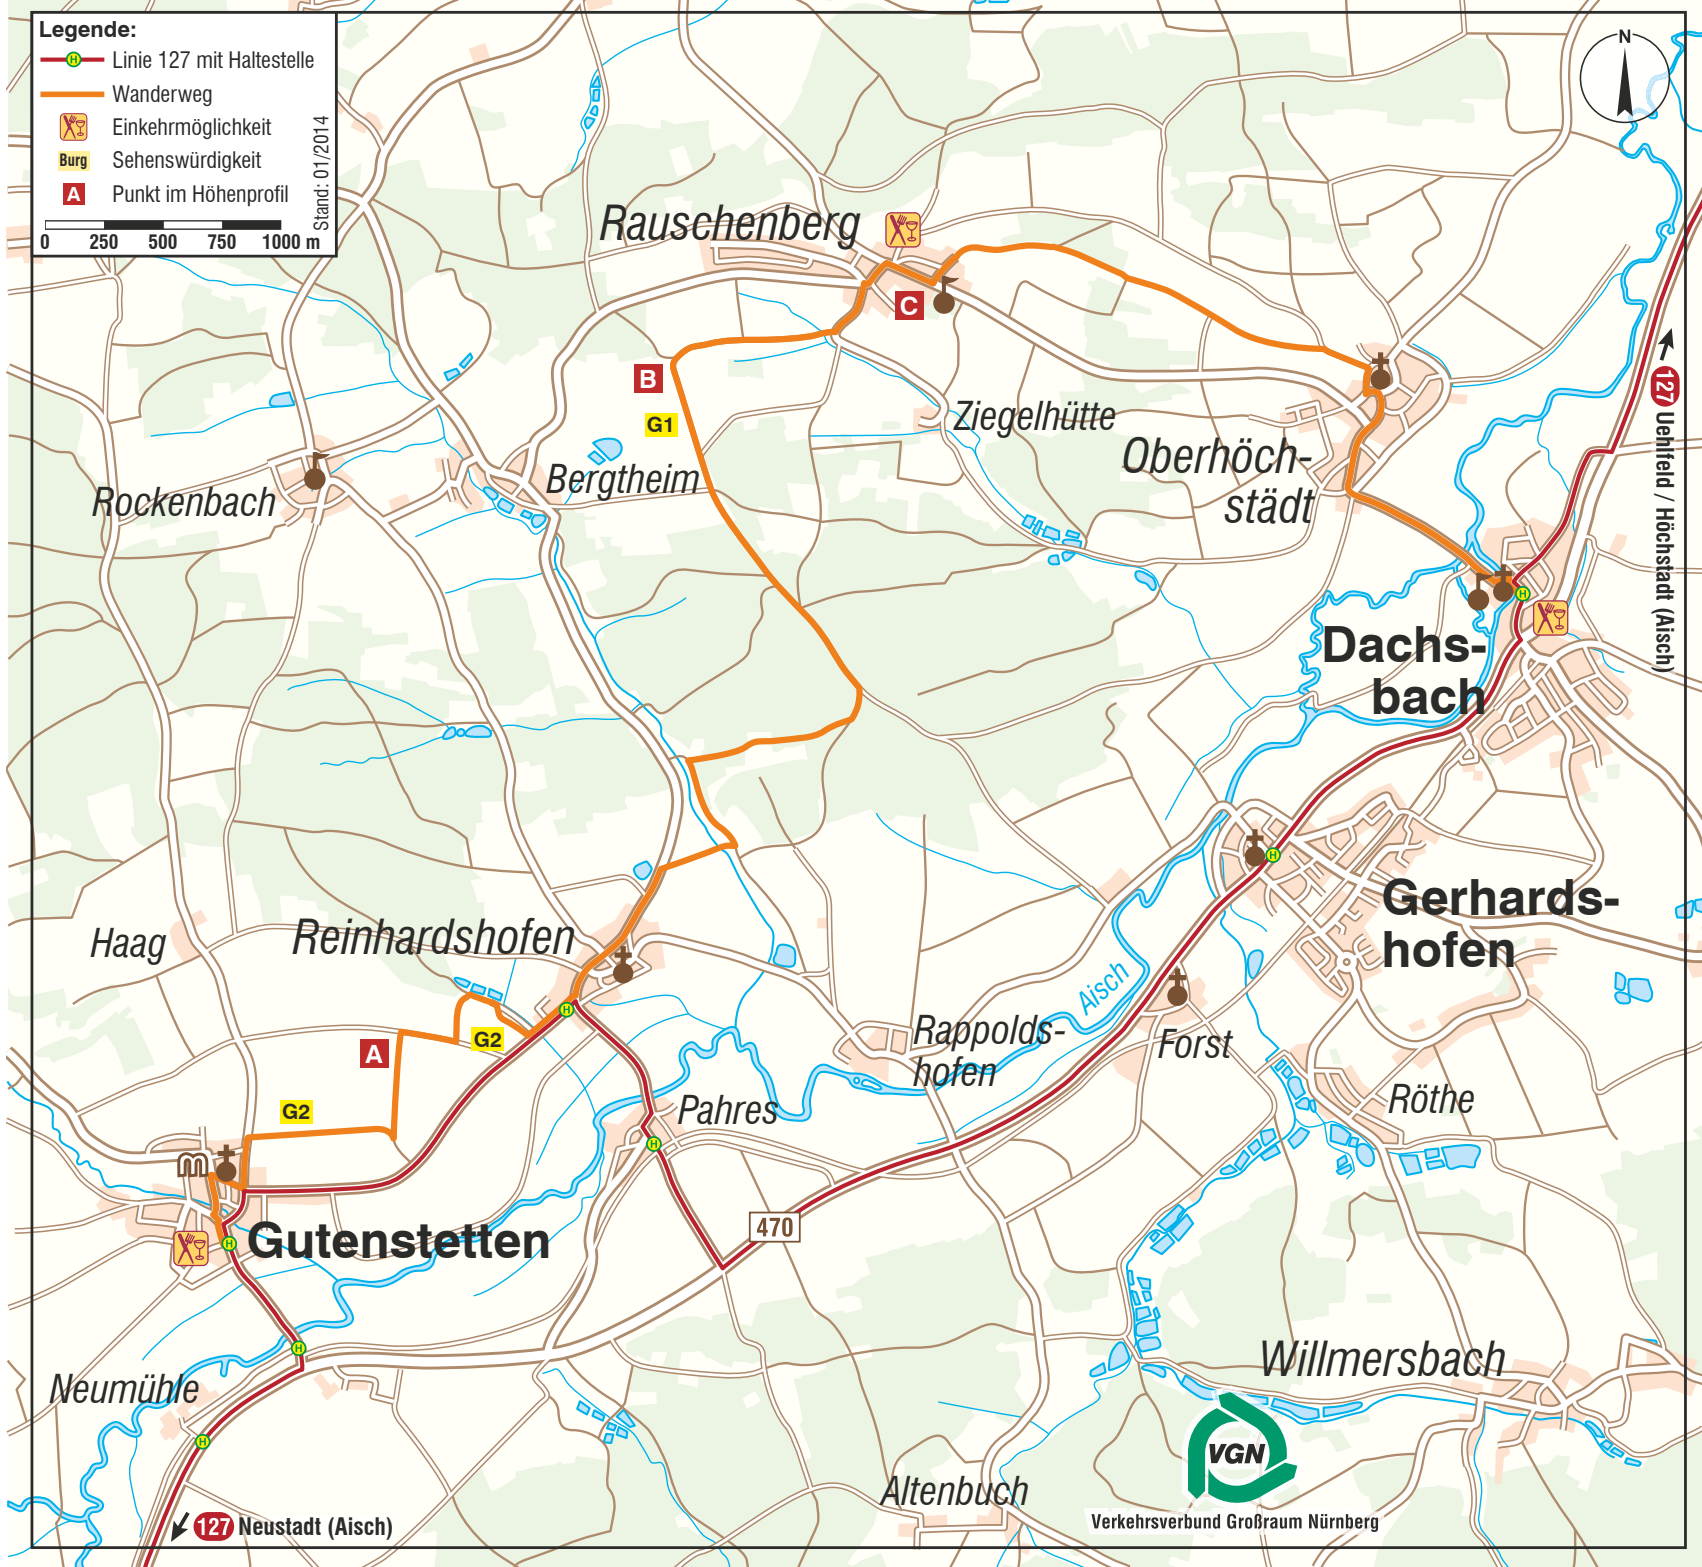 Legende:
Linie 127 mit Haltestelle
Wanderweg
Einkehrmöglichkeit
Burg Sehenswürdigkeit
A Punkt im Höhenprofil
0 250 500 750 1000 m
Stand: 01/2014
N
Rauschenberg
C
B
G1
Ziegelhütte
Oberhöch-
städt
Bergtheim
Rockenbach
127 Uehlfeld / Höchstadt (Aisch)
H
Dachs-
bach
H
Gerhards-
hofen
Haag
Reinhardshofen
H
Aisch
A
G2
Rappolds-
hofen
Forst
Röthe
G2
Pahres
H
m
470
Gutenstetten
H
H
Neumühle
H
Willmersbach
VGN
Verkehrsverbund Großraum Nürnberg
Altenbuch
127 Neustadt (Aisch)